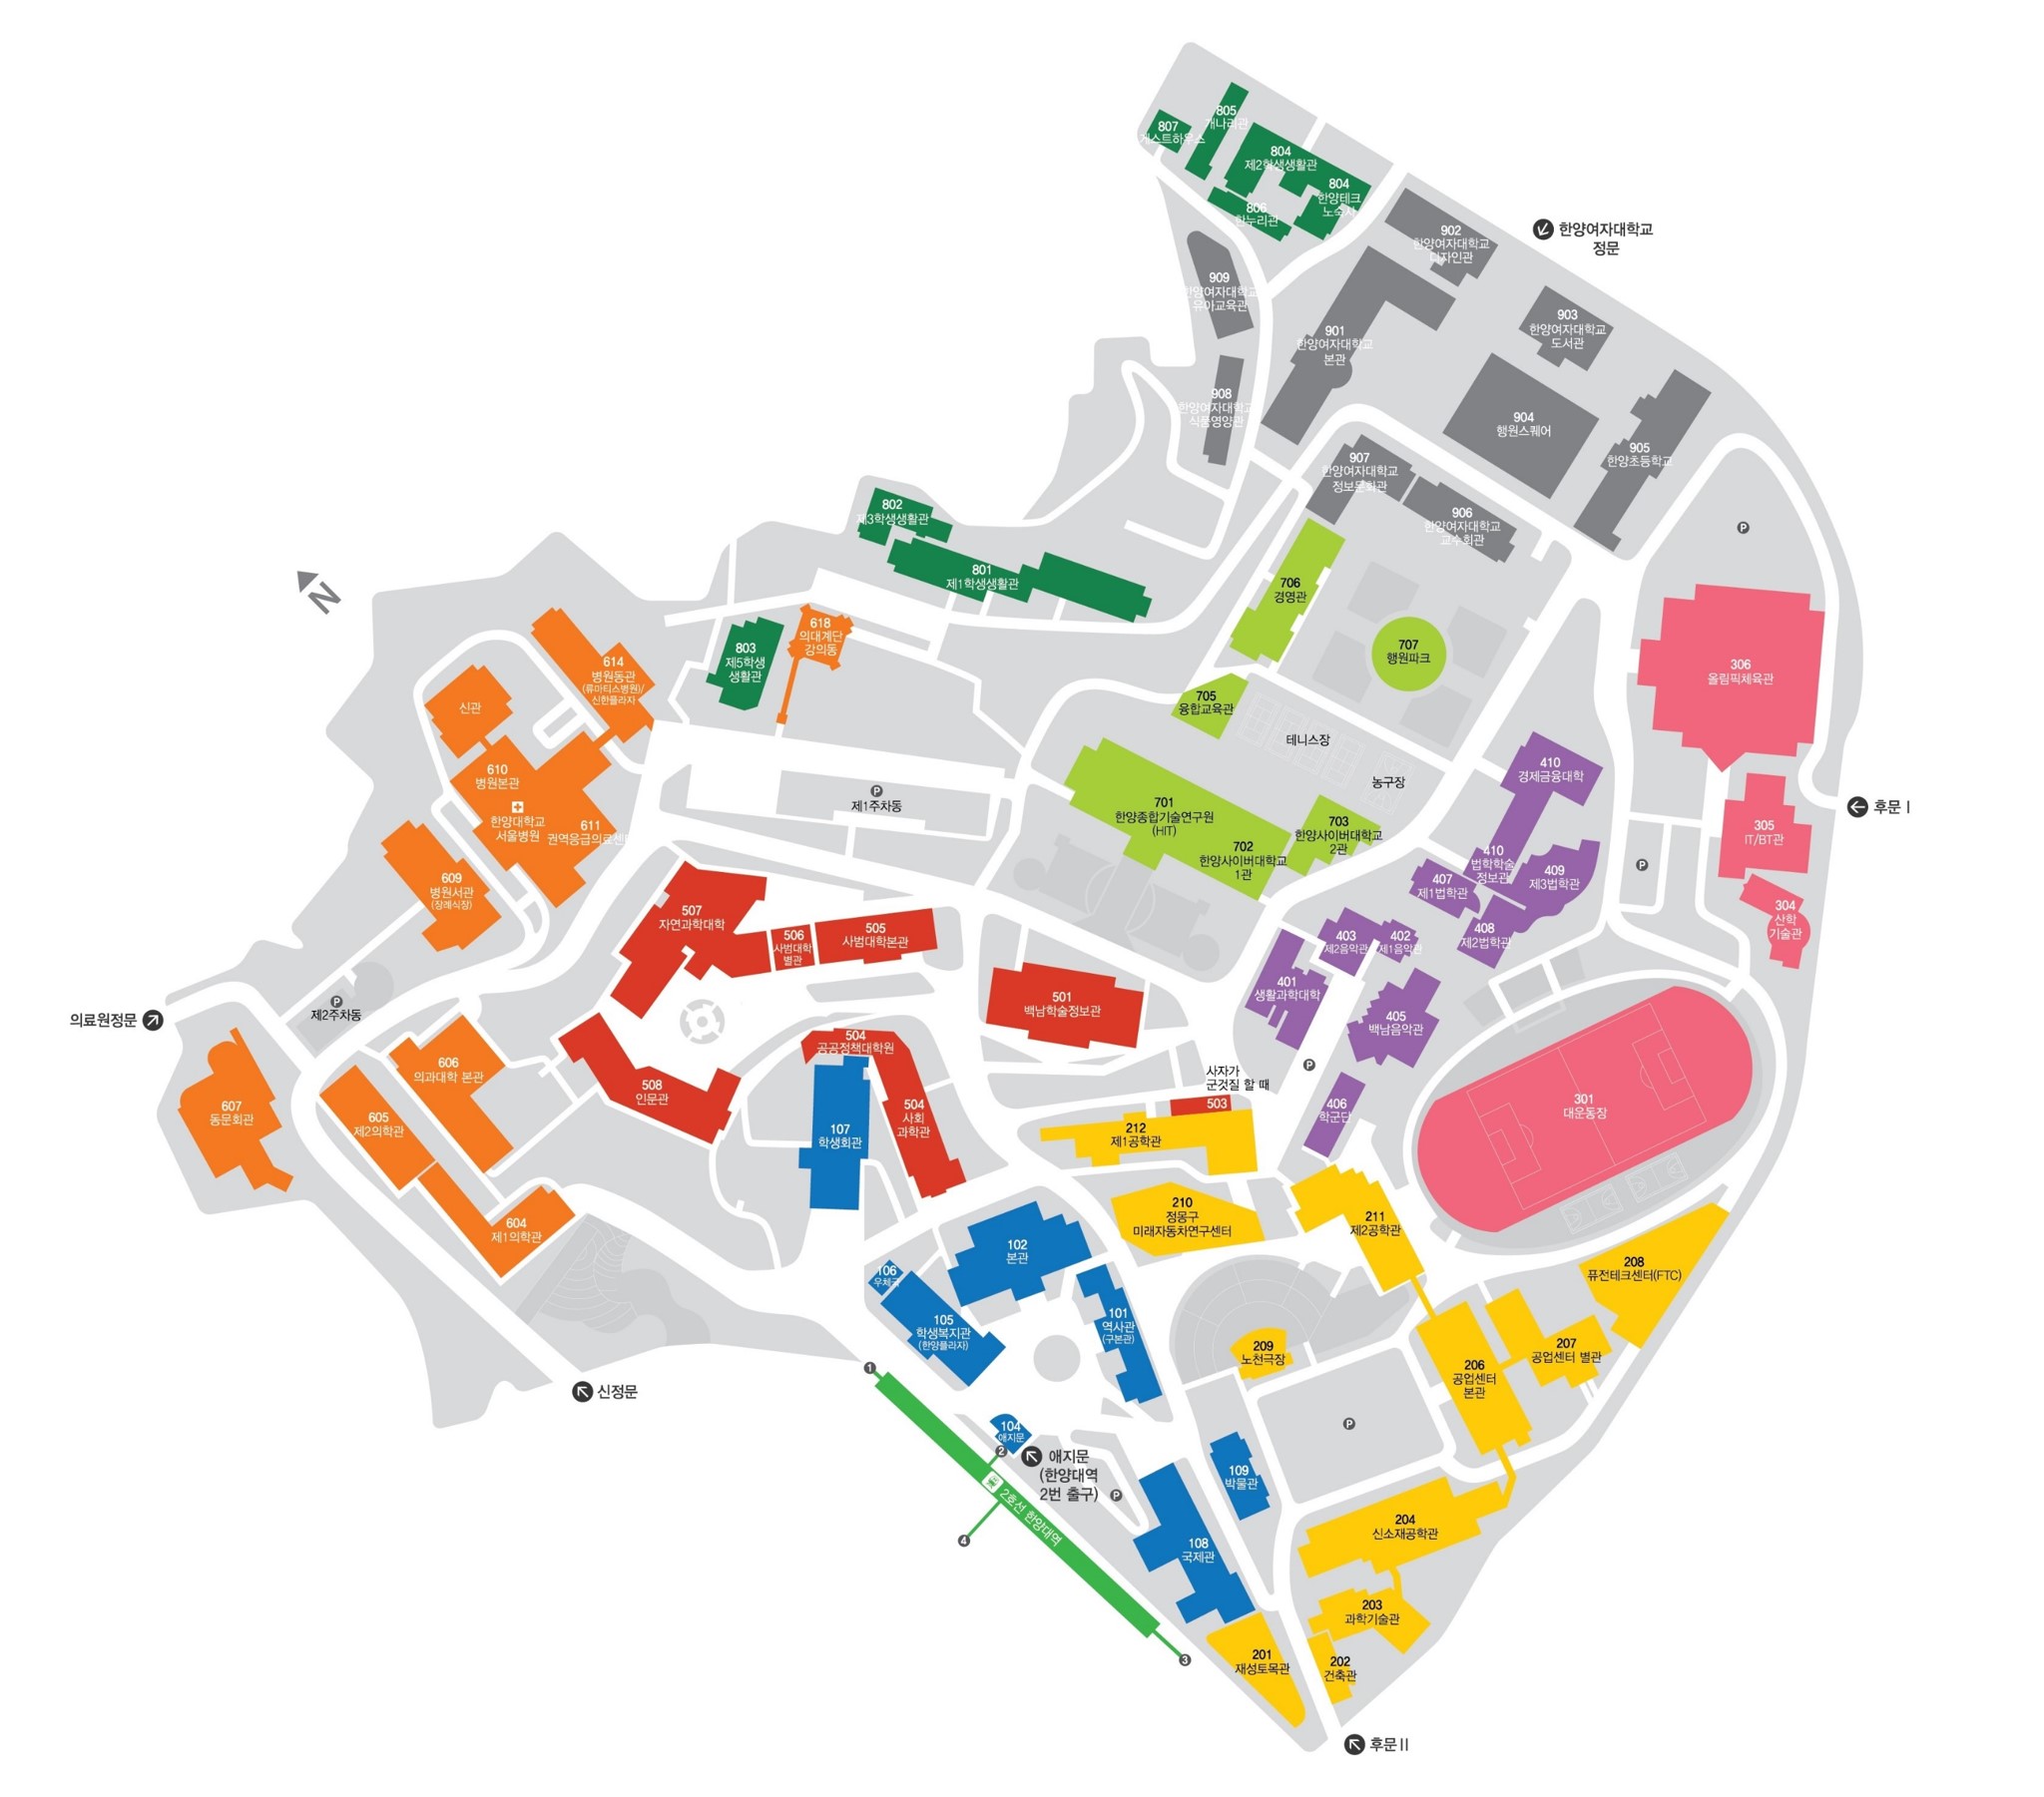 805
개나리관
807
게스트하우스
804
제2학생생활관
804
한양테크
노숙사
806
한누리관
902
한양여자대학교
디자인관
한양여자대학교
정문
909
한양여자대학교
유아교육관
901
한양여자대학교
본관
903
한양여자대학교
도서관
908
한양여자대학교
식품영양관
904
행원스퀘어
905
한양초등학교
907
한양여자대학교
정보문화관
906
한양여자대학교
교수회관
P
802
제3학생생활관
801
제1학생생활관
N
706
경영관
707
행원파크
618
의대계단
강의동
803
제5학생
생활관
614
병원동관
(류마티스병원)/
신한플라자
306
올림픽체육관
신관
705
융합교육관
테니스장
농구장
410
경제금융대학
610
병원본관
한양대학교
서울병원
611
권역응급의료센터
P
제1주차동
701
한양종합기술연구원
(HIT)
702
한양사이버대학교
1관
703
한양사이버대학교
2관
후문 I
305
IT/BT관
410
법학학술
정보관
409
제3법학관
407
제1법학관
408
제2법학관
P
304
산학
기술관
609
병원서관
(장례식장)
507
자연과학대학
506
사범대학
별관
505
사범대학본관
403
제2음악관
402
제1음악관
401
생활과학대학
405
백남음악관
501
백남학술정보관
P
제2주차동
의료원정문
504
공공정책대학원
606
의과대학 본관
508
인문관
607
동문회관
605
제2의학관
604
제1의학관
107
학생회관
504
사회
과학관
사자가
군것질 할 때
503
P
406
학군단
301
대운동장
212
제1공학관
210
정몽구
미래자동차연구센터
211
제2공학관
102
본관
106
우체국
105
학생복지관
(한양플라자)
101
역사관
(구본관)
208
퓨전테크센터(FTC)
209
노천극장
207
공업센터 별관
206
공업센터
본관
신정문
1
104
애지문
2
애지문
(한양대역
2번 출구)
P
P
2호선 한양대역
4
3
109
박물관
108
국제관
204
신소재공학관
203
과학기술관
201
재성토목관
202
건축관
후문 II